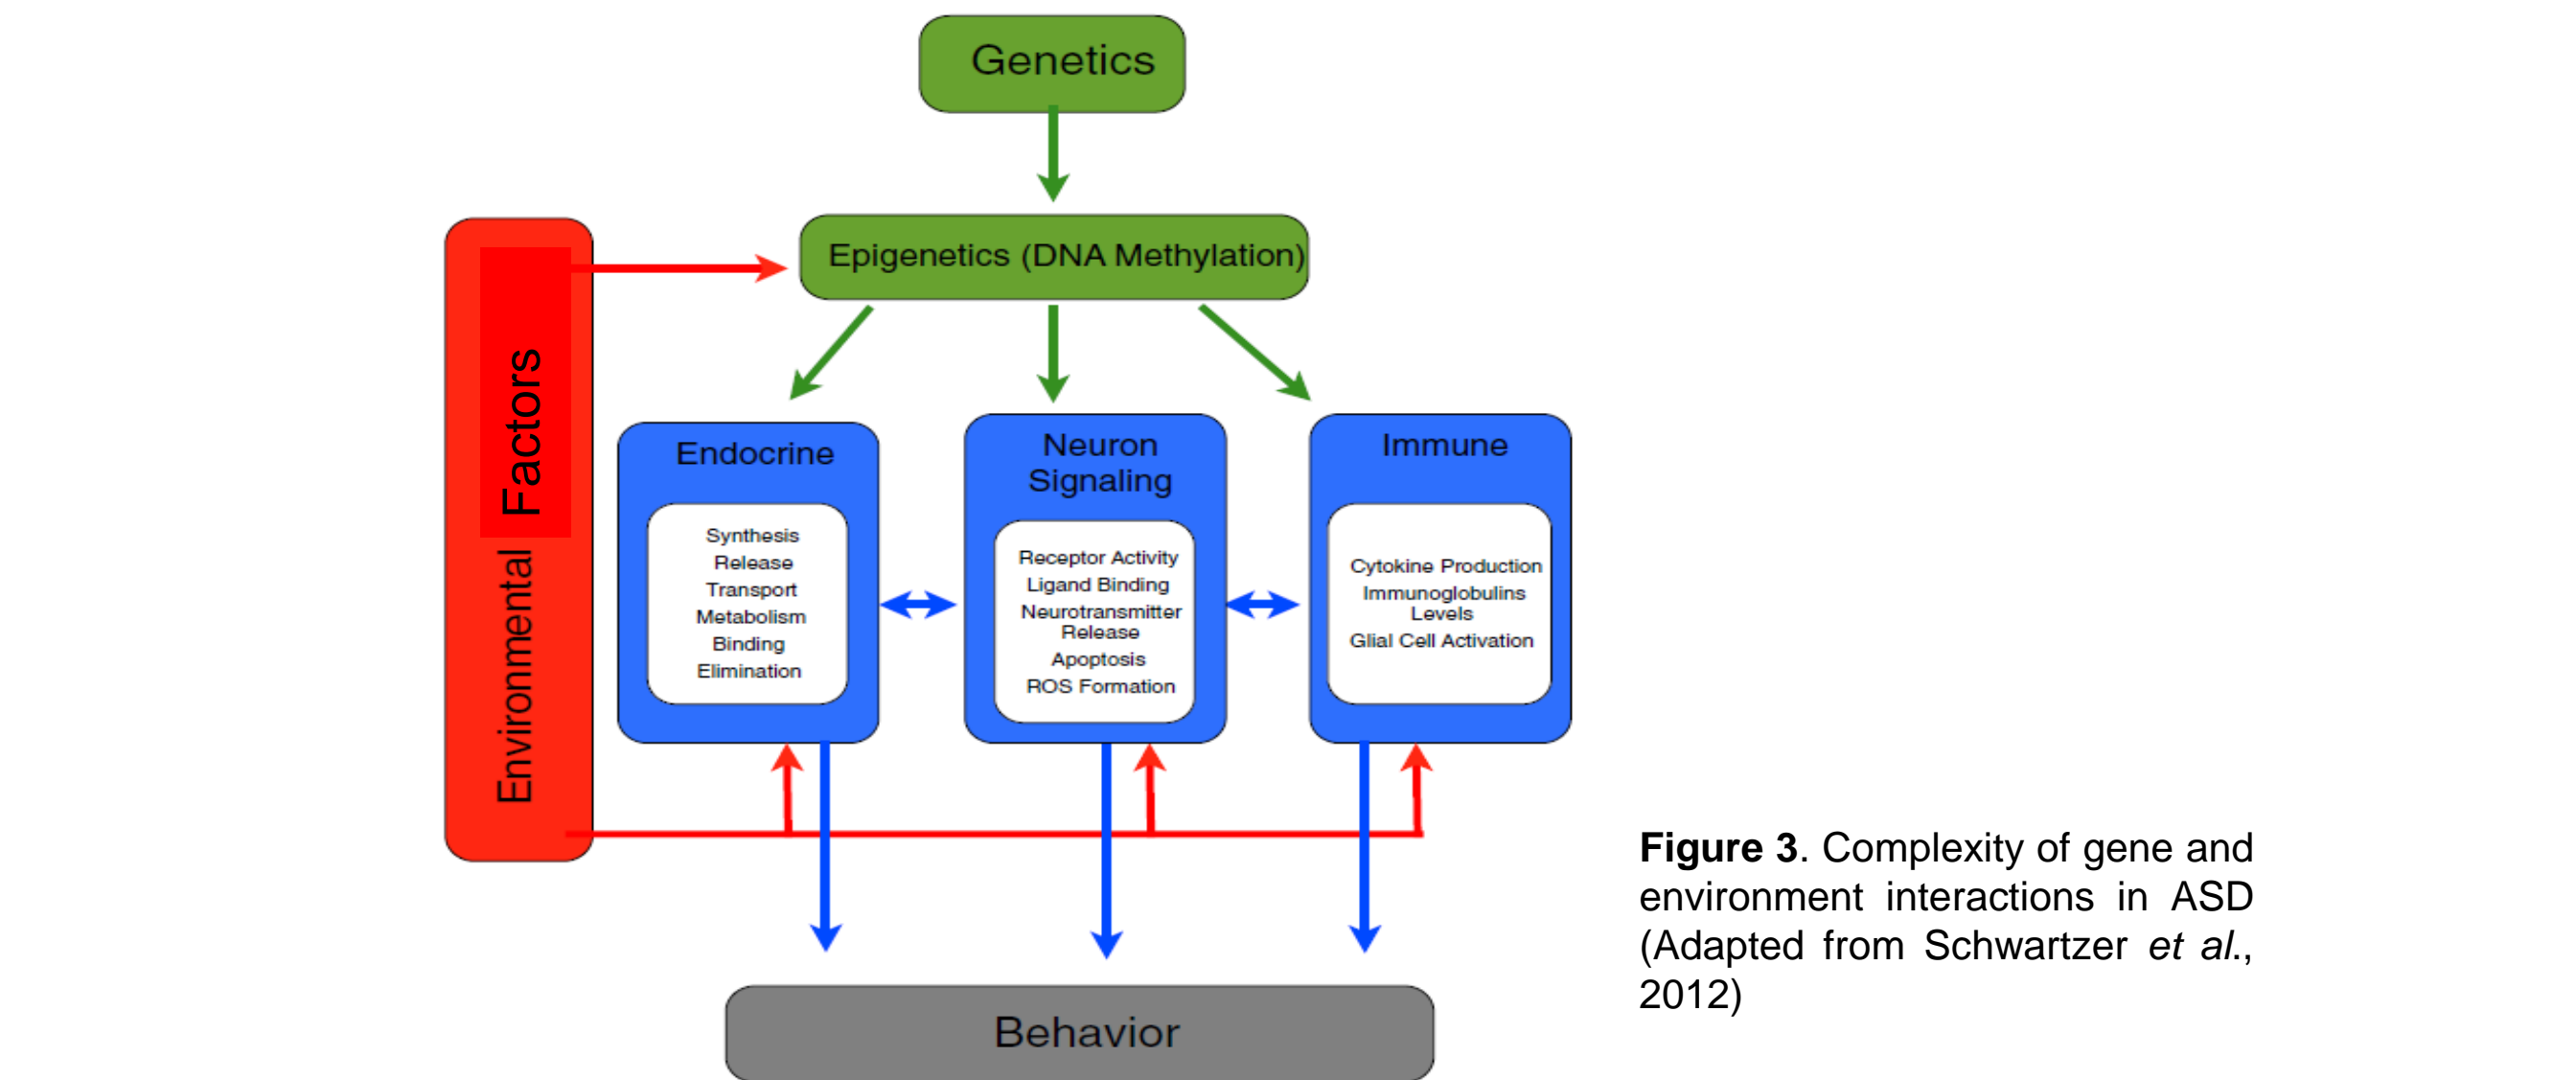 Genetics
Epigenetics (DNA Methylation)
Environmental Factors
Endocrine
Synthesis
Release
Transport
Metabolism
Binding
Elimination
Neuron
Signaling
Receptor Activity
Ligand Binding
Neurotransmitter
Release
Apoptosis
ROS Formation
Immune
Cytokine Production
Immunoglobulins
Levels
Glial Cell Activation
Behavior
Figure 3. Complexity of gene and
environment interactions in ASD
(Adapted from Schwartzer et al.,
2012)